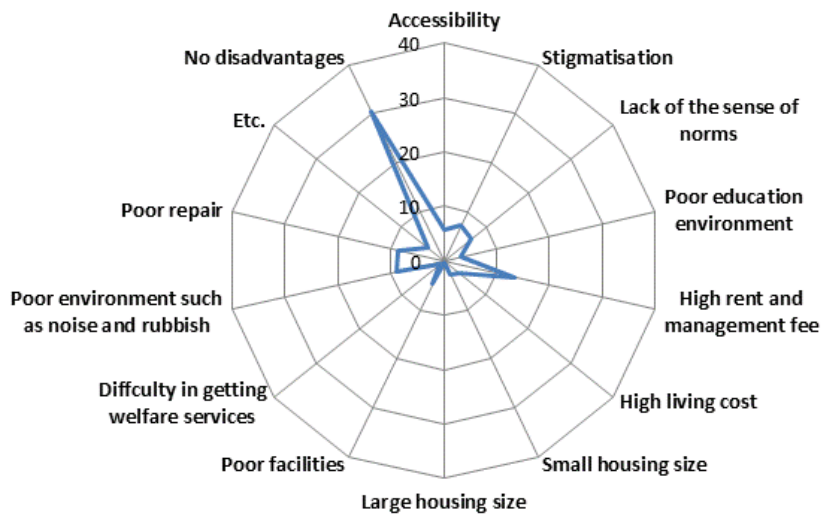 Accessibility
40
No disadvantages
Stigmatisation
Etc.
30
Lack of the sense of
norms
20
Poor repair
10
Poor education
environment
0
Poor environment such
as noise and rubbish
High rent and
management fee
Diffculty in getting
welfare services
High living cost
Poor facilities
Small housing size
Large housing size